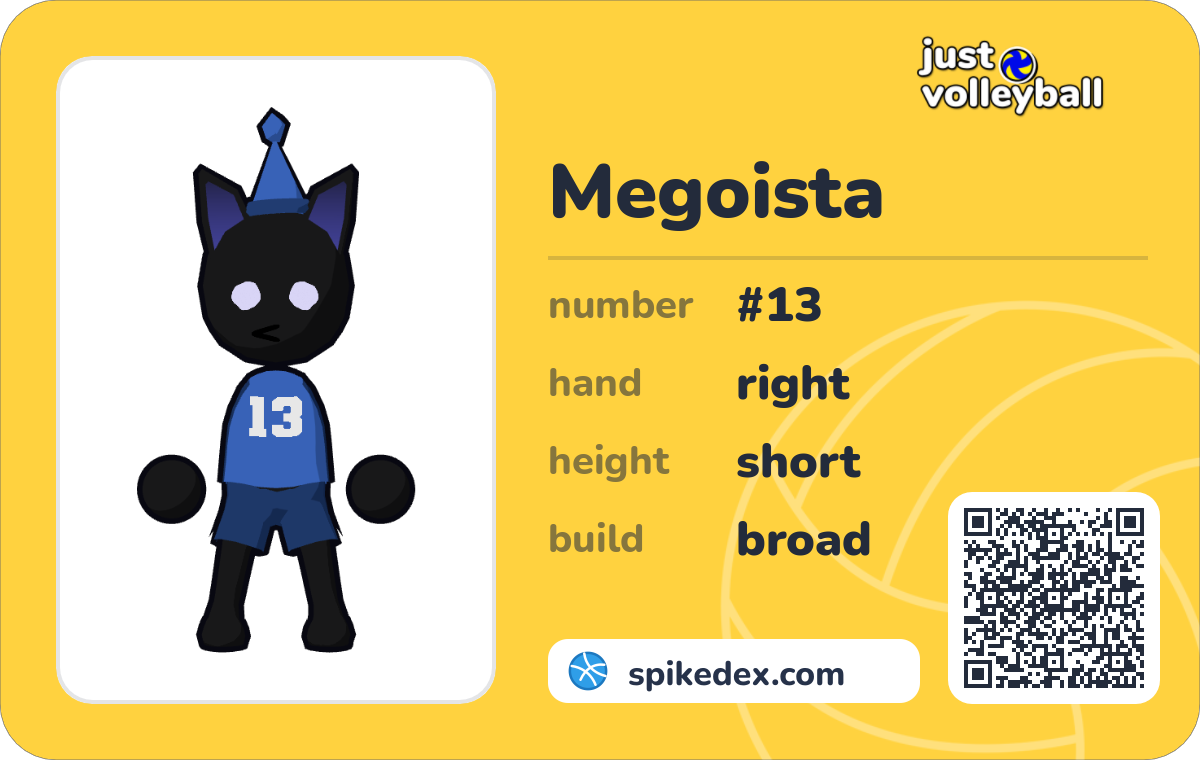 just
volleyball
Megoista
number #13
hand right
height short
build broad
13
spikedex.com